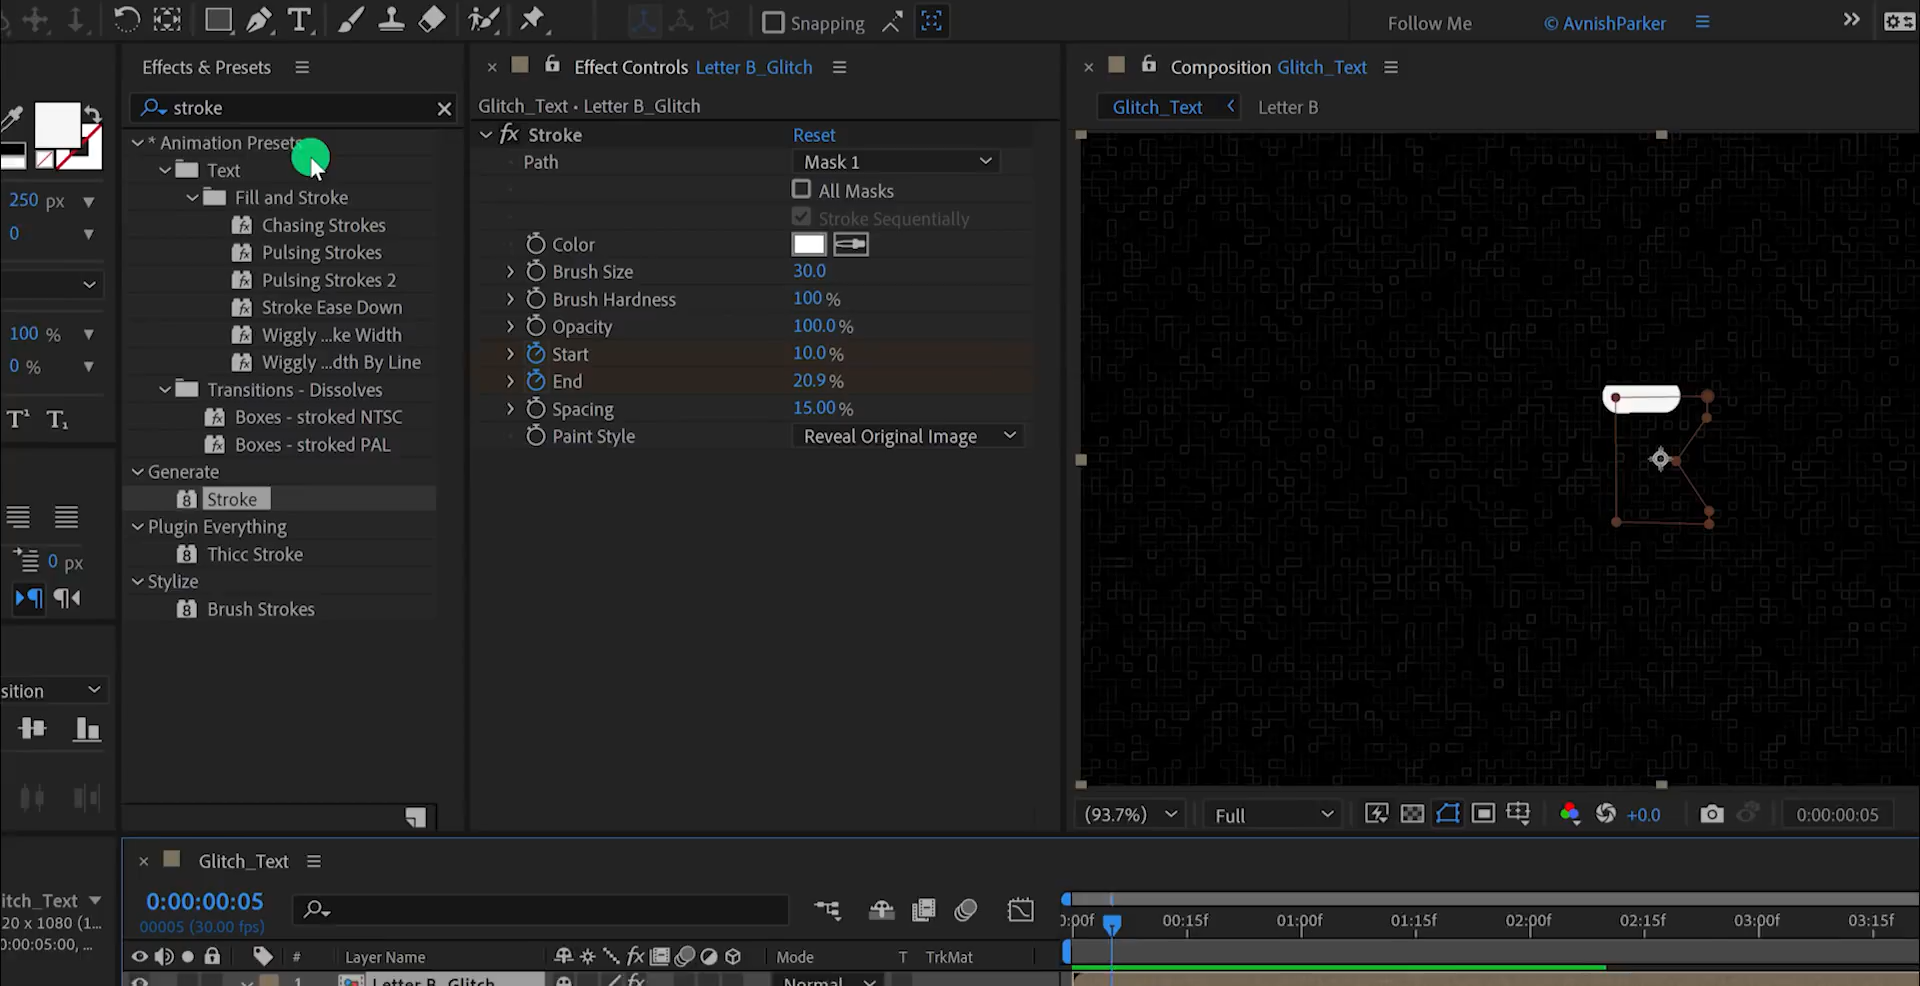 Snapping
Follow Me
© AvnishParker
Effects & Presets
stroke
* Animation Presets
Text
Fill and Stroke
Chasing Strokes
Pulsing Strokes
Pulsing Strokes 2
Stroke Ease Down
Wiggly ...ke Width
Wiggly ...dth By Line
Transitions - Dissolves
Boxes - stroked NTSC
Boxes - stroked PAL
Generate
Stroke
Plugin Everything
Thicc Stroke
Stylize
Brush Strokes
250 px
0
100 %
0 %
0 px
sition
itch_Text
20 x 1080 (1...
0:00:05:00, ...
Effect Controls Letter B_Glitch
Glitch_Text • Letter B_Glitch
fx Stroke Reset
Path Mask 1
All Masks
Stroke Sequentially
Color
Brush Size 30.0
Brush Hardness 100 %
Opacity 100.0 %
Start 10.0 %
End 20.9 %
Spacing 15.00 %
Paint Style Reveal Original Image
Composition Glitch_Text
Glitch_Text Letter B
(93.7%) Full +0.0 0:00:00:05
Glitch_Text
0:00:00:05
00005 (30.00 fps)
:00f 00:15f 01:00f 01:15f 02:00f 02:15f 03:00f 03:15f
# Layer Name fx Mode T TrkMat
1 Letter B_Glitch Normal